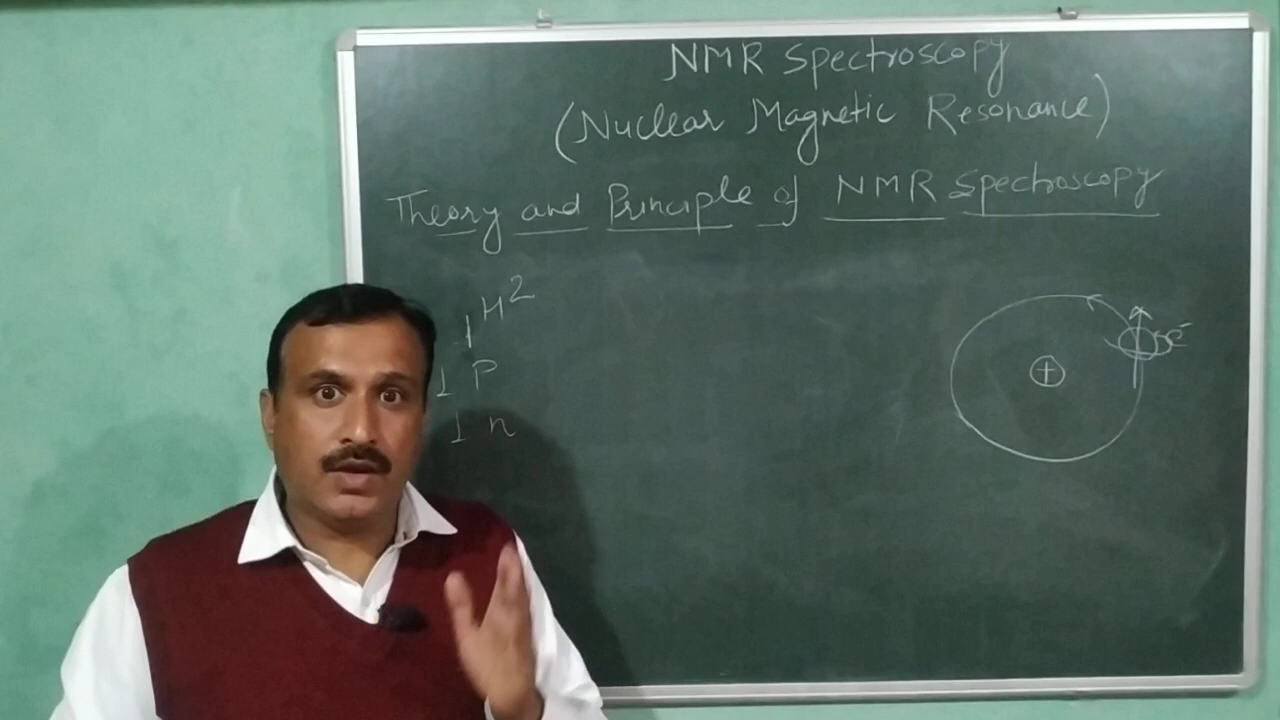 NMR Spectroscopy
(Nuclear Magnetic Resonance)
Theory and Principle of NMR Spectroscopy
₁H²
1 P
1 n
+
e⁻